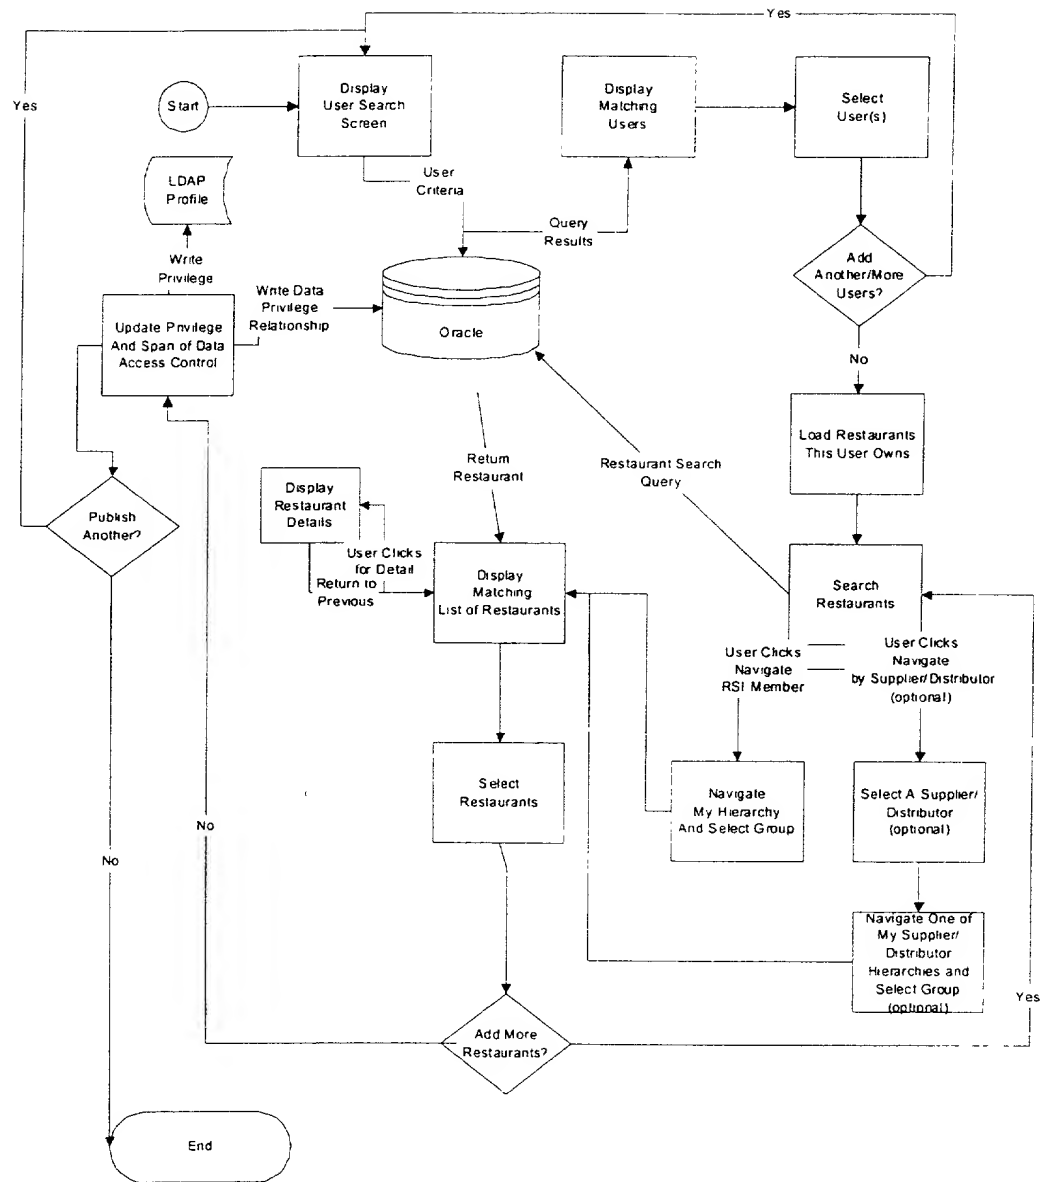 Yes
Yes
Start
Display
User Search
Screen
Display
Matching
Users
Select
User(s)
LDAP
Profile
User
Criteria
Query
Results
Write
Privilege
Write Data
Privilege
Relationship
Add
Another/More
Users?
Update Privilege
And Span of Data
Access Control
Oracle
No
Load Restaurants
This User Owns
Return
Restaurant
Restaurant Search
Query
Display
Restaurant
Details
Publish
Another?
User Clicks
for Detail
Return to
Previous
Display
Matching
List of Restaurants
Search
Restaurants
User Clicks
Navigate
RSI Member
User Clicks
Navigate
by Supplier/Distributor
(optional)
Select
Restaurants
Navigate
My Hierarchy
And Select Group
Select A Supplier/
Distributor
(optional)
No
No
Navigate One of
My Supplier/
Distributor
Hierarchies and
Select Group
(optional)
Yes
Add More
Restaurants?
End